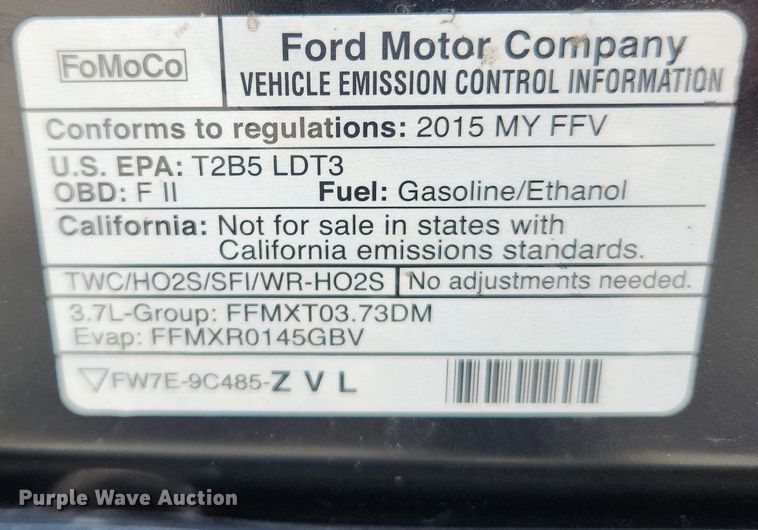 FoMoCo
Ford Motor Company
VEHICLE EMISSION CONTROL INFORMATION
Conforms to regulations: 2015 MY FFV
U.S. EPA: T2B5 LDT3
OBD: F II Fuel: Gasoline/Ethanol
California: Not for sale in states with
California emissions standards.
TWC/HO2S/SFI/WR-HO2S No adjustments needed.
3.7L-Group: FFMXT03.73DM
Evap: FFMXR0145GBV
FW7E-9C485-Z V L
Purple Wave Auction